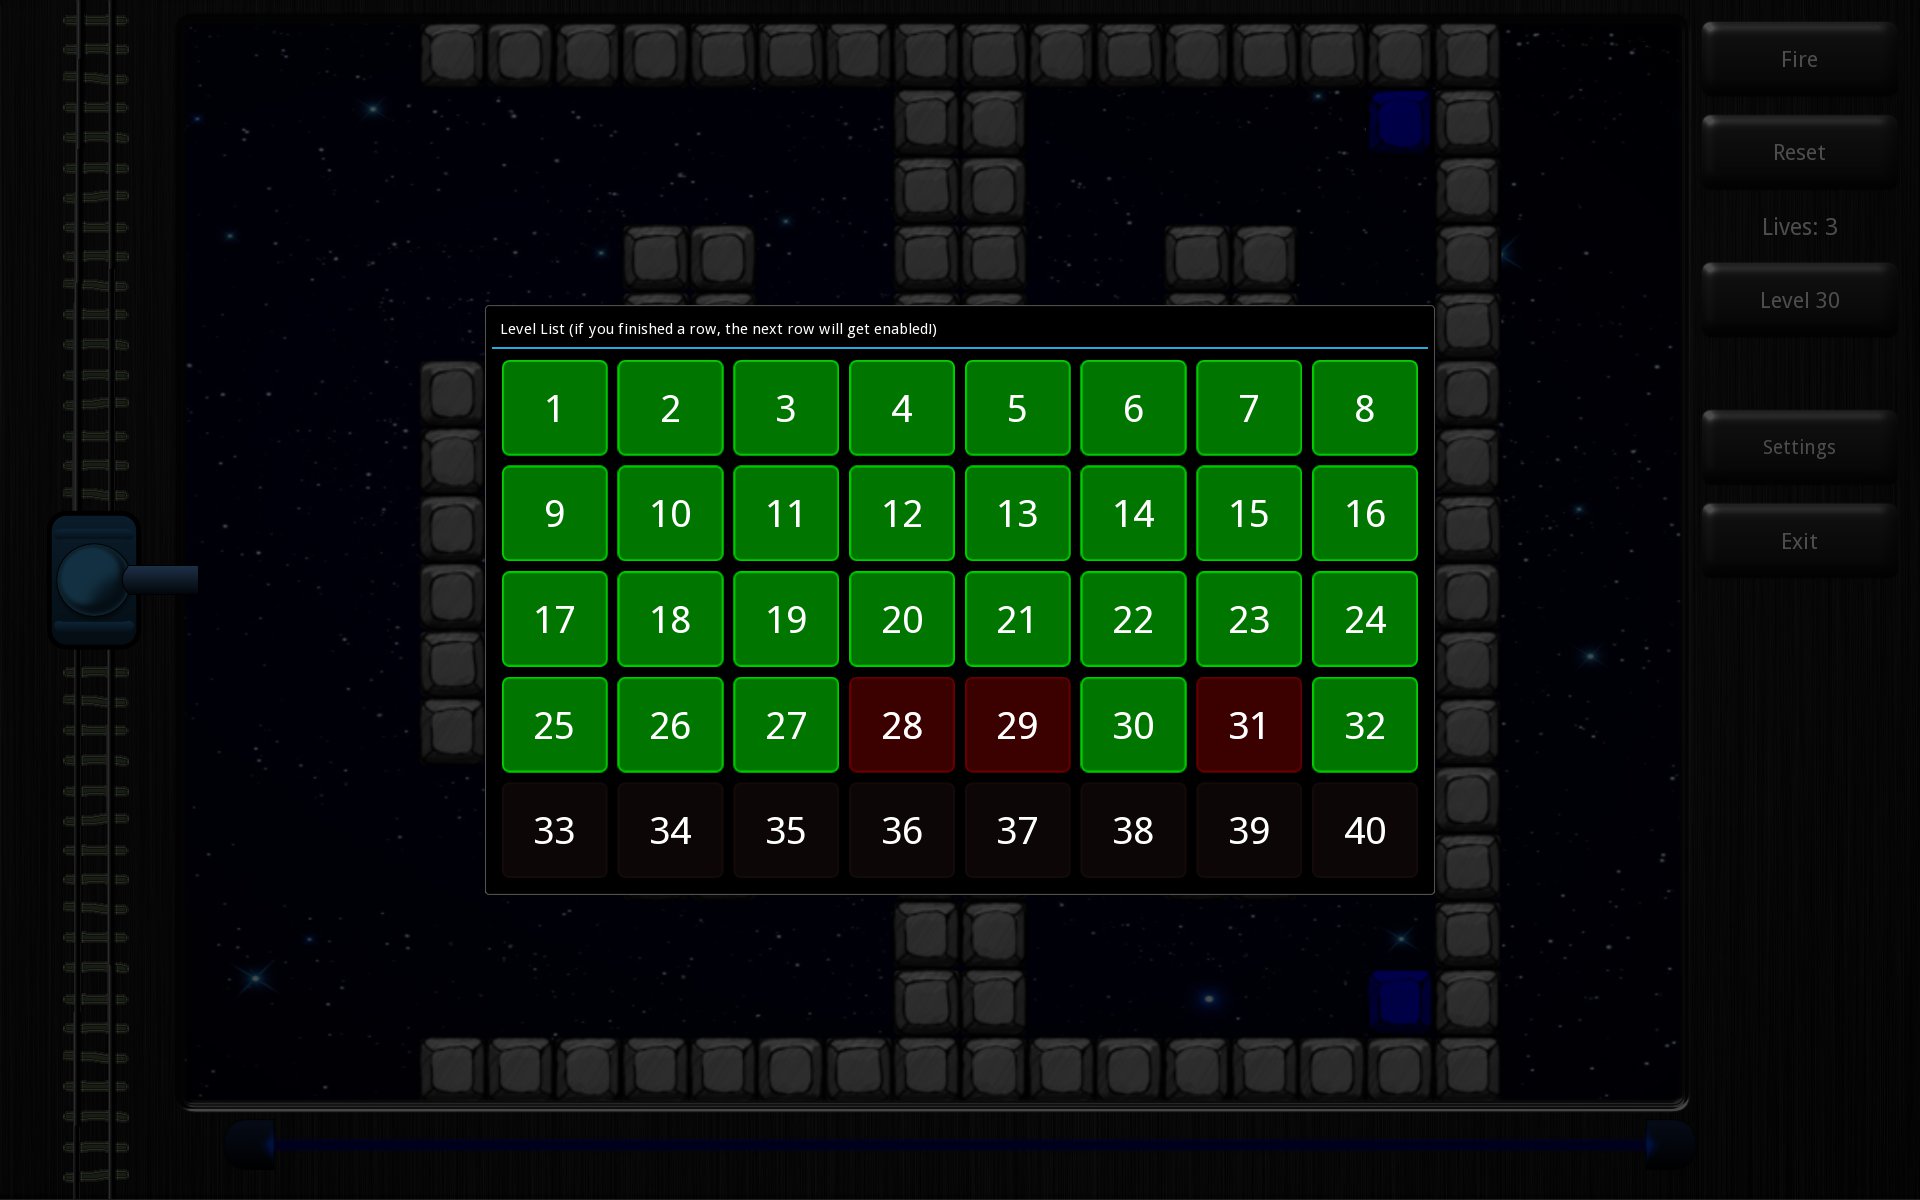 Fire
Reset
Lives: 3
Level 30
Settings
Exit
Level List (if you finished a row, the next row will get enabled!)
1 2 3 4 5 6 7 8
9 10 11 12 13 14 15 16
17 18 19 20 21 22 23 24
25 26 27 28 29 30 31 32
33 34 35 36 37 38 39 40